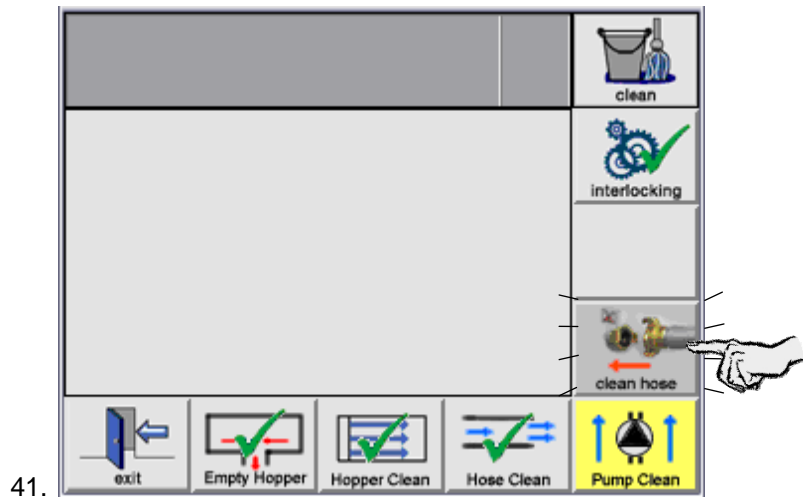 clean
interlocking
clean hose
41.
exit
Empty Hopper
Hopper Clean
Hose Clean
Pump Clean